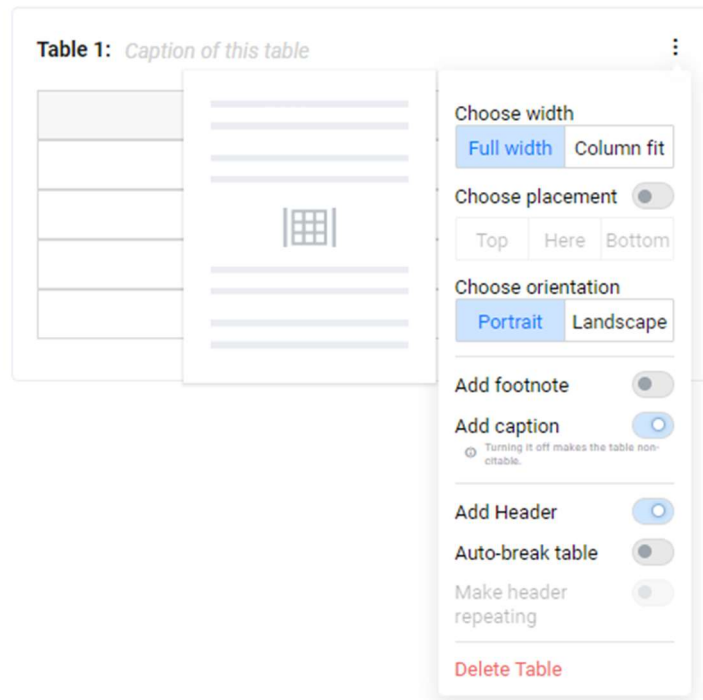 Table 1: Caption of this table
Choose width
Full width Column fit
Choose placement
Top Here Bottom
Choose orientation
Portrait Landscape
Add footnote
Add caption
Turning it off makes the table non-
citable.
Add Header
Auto-break table
Make header
repeating
Delete Table